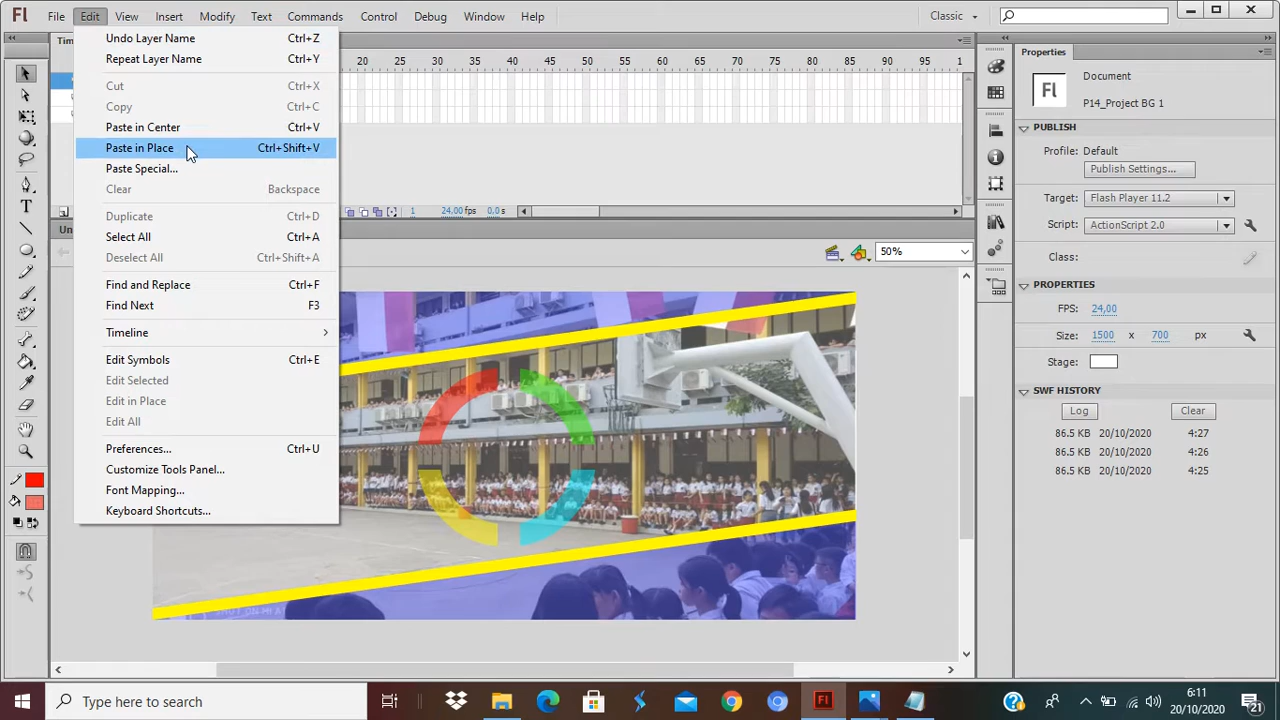 Fl File Edit View Insert Modify Text Commands Control Debug Window Help Classic
Undo Layer Name Ctrl+Z
Repeat Layer Name Ctrl+Y
Cut Ctrl+X
Copy Ctrl+C
Paste in Center Ctrl+V
Paste in Place Ctrl+Shift+V
Paste Special...
Clear Backspace
Duplicate Ctrl+D
Select All Ctrl+A
Deselect All Ctrl+Shift+A
Find and Replace Ctrl+F
Find Next F3
Timeline
Edit Symbols Ctrl+E
Edit Selected
Edit in Place
Edit All
Preferences... Ctrl+U
Customize Tools Panel...
Font Mapping...
Keyboard Shortcuts...
20 25 30 35 40 45 50 55 60 65 70 75 80 85 90 95 1
1 24.00 fps 0,0 s
50%
Properties
Fl
Document
P14_Project BG 1
PUBLISH
Profile: Default
Publish Settings...
Target: Flash Player 11.2
Script: ActionScript 2.0
Class:
PROPERTIES
FPS: 24,00
Size: 1500 x 700 px
Stage:
SWF HISTORY
Log Clear
86.5 KB 20/10/2020 4:27
86.5 KB 20/10/2020 4:26
86.5 KB 20/10/2020 4:25
Type here to search
Fl
6:11
20/10/2020
21